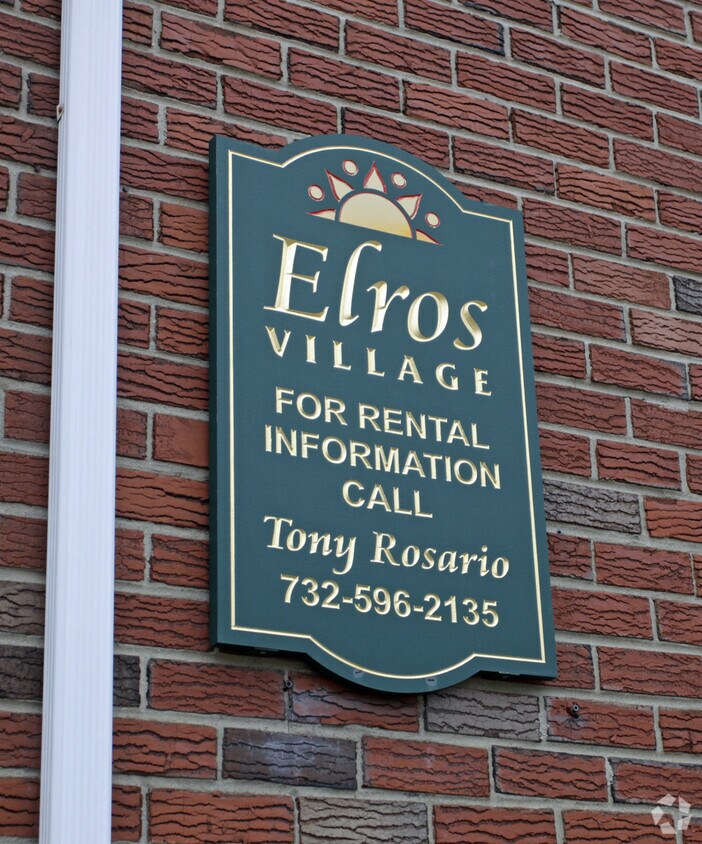 Elros
VILLAGE
FOR RENTAL
INFORMATION
CALL
Tony Rosario
732-596-2135